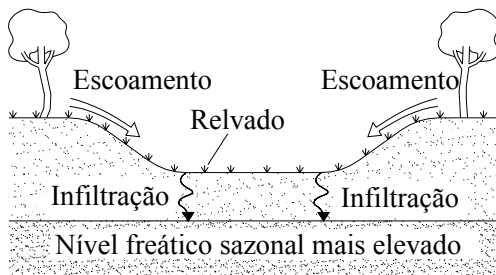 Escoamento
Escoamento
Relvado
Infiltração
Infiltração
Nível freático sazonal mais elevado